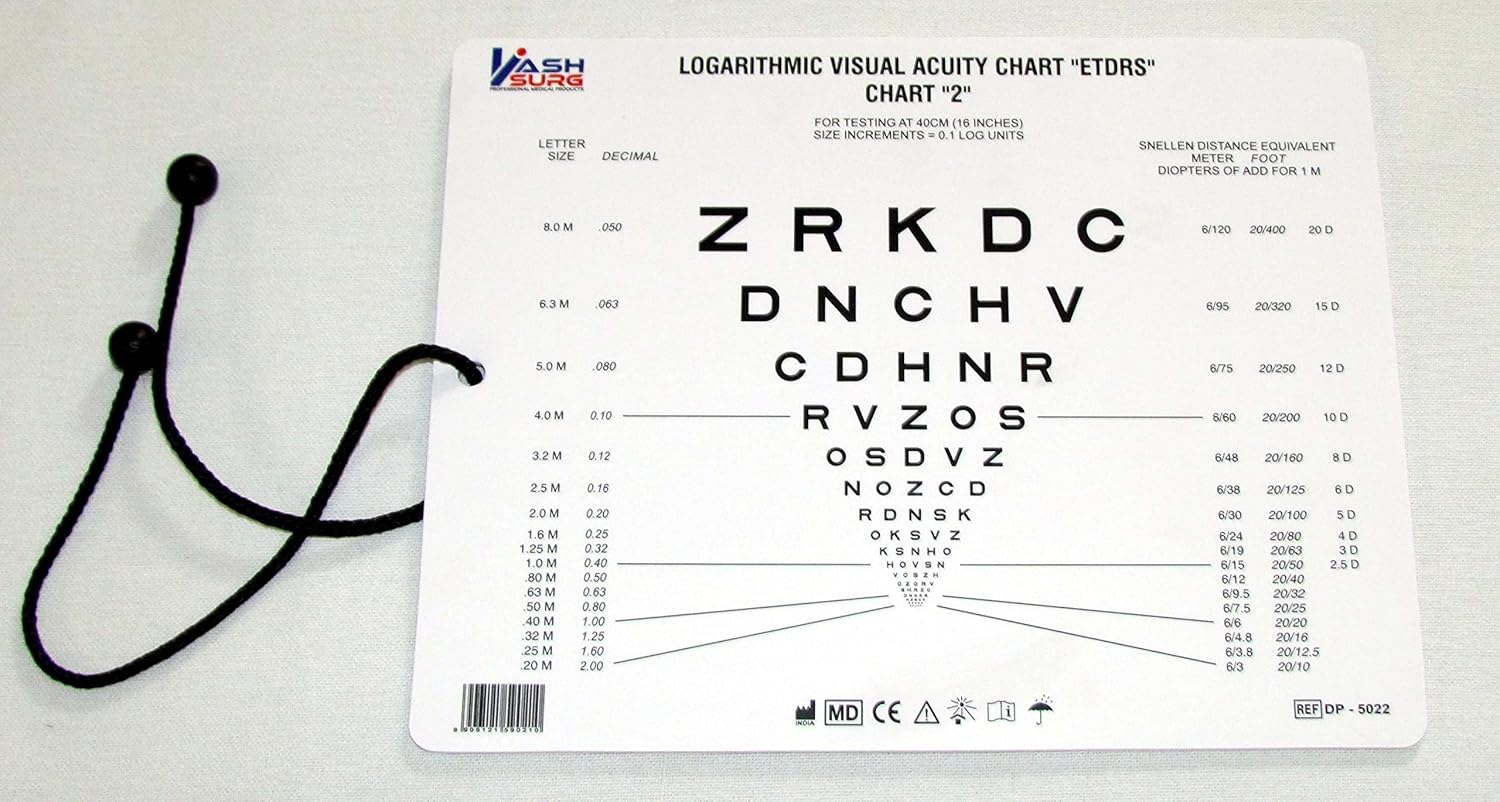 VASH
SURG
PROFESSIONAL MEDICAL PRODUCTS
LOGARITHMIC VISUAL ACUITY CHART "ETDRS"
CHART "2"
FOR TESTING AT 40CM (16 INCHES)
SIZE INCREMENTS = 0.1 LOG UNITS
LETTER
SIZE DECIMAL
SNELLEN DISTANCE EQUIVALENT
METER FOOT
DIOPTERS OF ADD FOR 1 M
8.0 M .050 Z R K D C 6/120 20/400 20 D
6.3 M .063 D N C H V 6/95 20/320 15 D
5.0 M .080 C D H N R 6/75 20/250 12 D
4.0 M 0.10 R V Z O S 6/60 20/200 10 D
3.2 M 0.12 O S D V Z 6/48 20/160 8 D
2.5 M 0.16 N O Z C D 6/38 20/125 6 D
2.0 M 0.20 R D N S K 6/30 20/100 5 D
1.6 M 0.25 O K S V Z 6/24 20/80 4 D
1.25 M 0.32 K S N H O 6/19 20/63 3 D
1.0 M 0.40 H O V S N 6/15 20/50 2.5 D
.80 M 0.50 V O S Z H 6/12 20/40
.63 M 0.63 6/9.5 20/32
.50 M 0.80 6/7.5 20/25
.40 M 1.00 6/6 20/20
.32 M 1.25 6/4.8 20/16
.25 M 1.60 6/3.8 20/12.5
.20 M 2.00 6/3 20/10
INDIA MD CE i REF DP - 5022